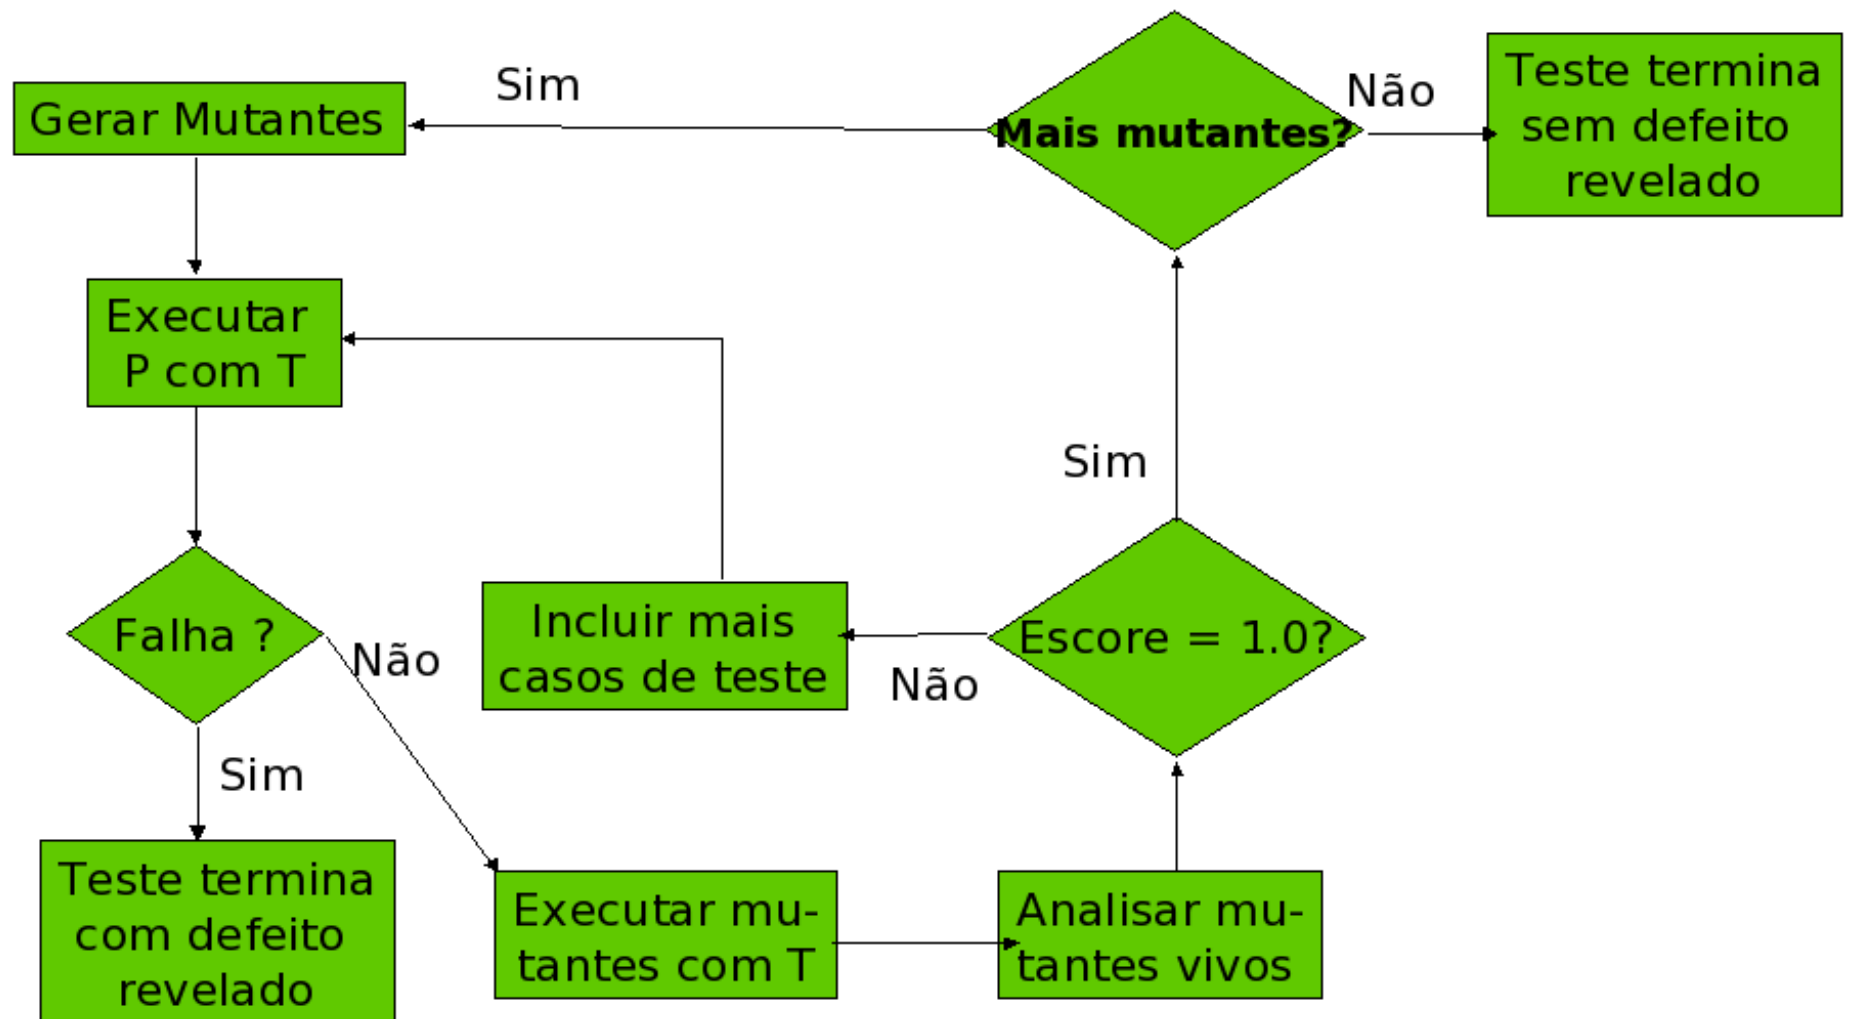 Sim
Mais mutantes?
Não
Teste termina
sem defeito
revelado
Gerar Mutantes
Executar
P com T
Sim
Falha ?
Não
Incluir mais
casos de teste
Não
Escore = 1.0?
Sim
Teste termina
com defeito
revelado
Executar mu-
tantes com T
Analisar mu-
tantes vivos